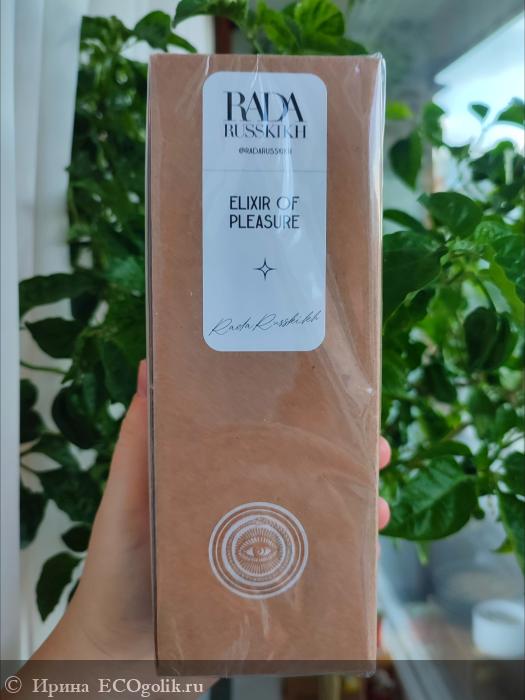 RADA
RUSSKIKH
@RADARUSSKIKH
ELIXIR OF
PLEASURE
Rada Russkikh
© Ирина ECOgolik.ru